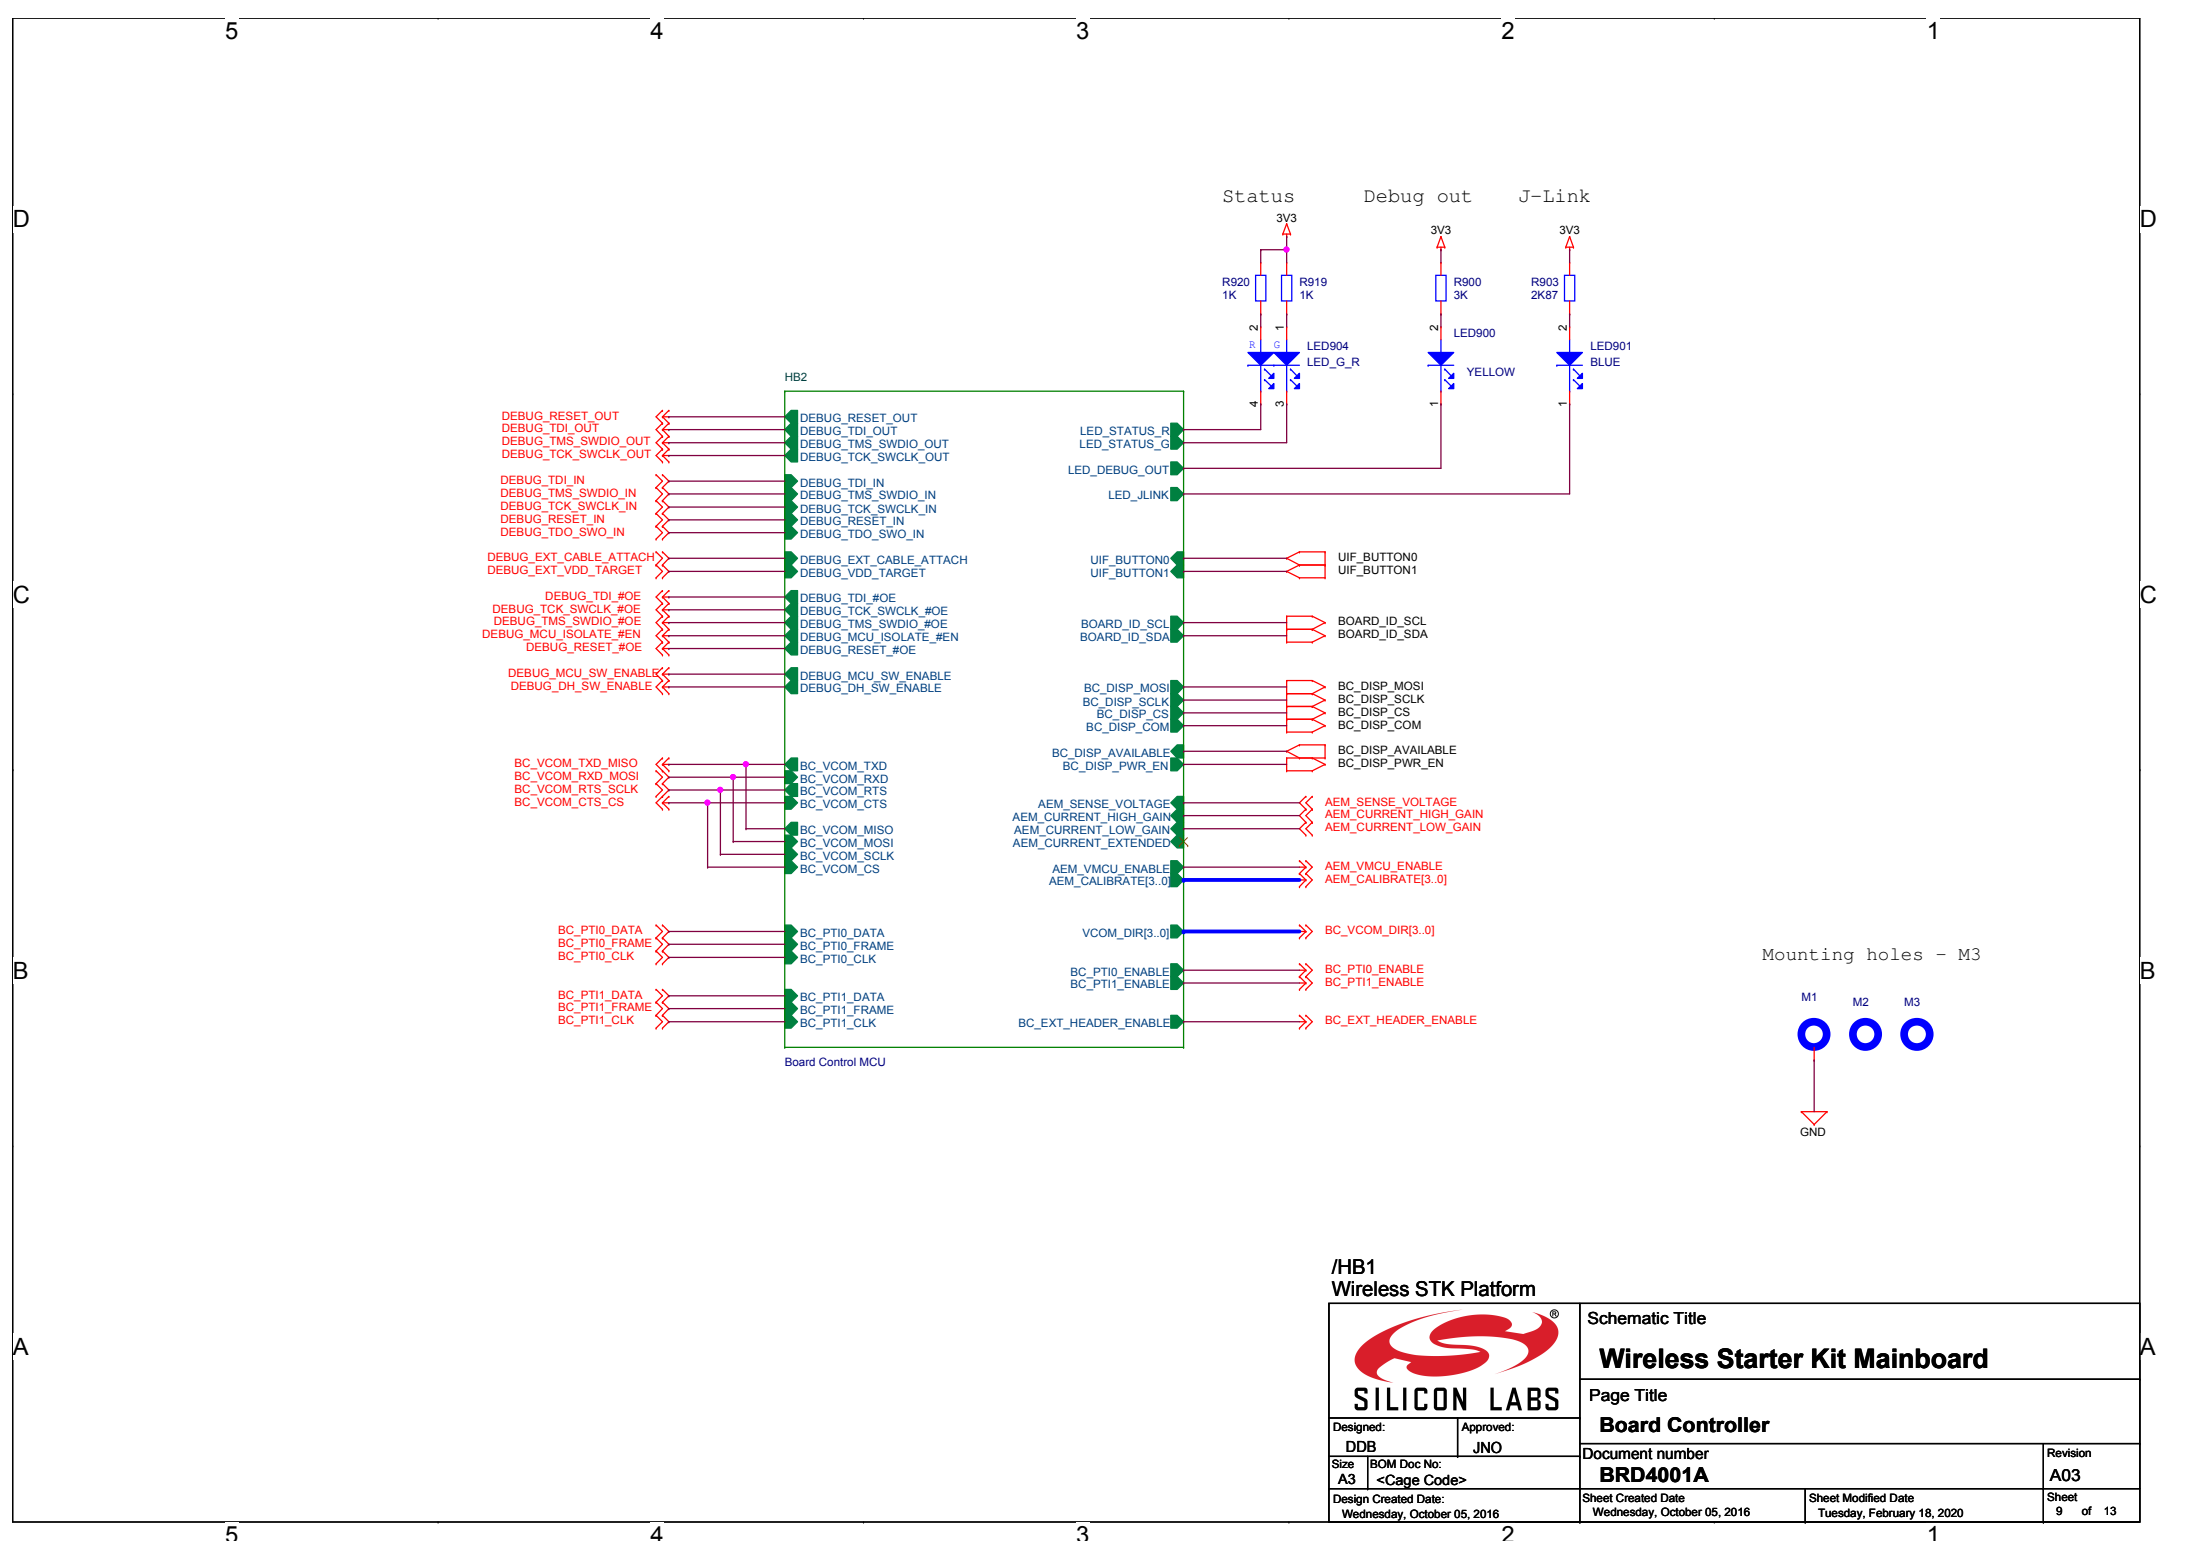 5 4 3 2 1
D D
C C
B B
A A
Status Debug out J-Link
3V3 3V3 3V3
R920 1K
R919 1K
R900 3K
R903 2K87
2 1 2 2
R G
LED904
LED_G_R
LED900
YELLOW
LED901
BLUE
4 3 1 1
HB2
DEBUG_RESET_OUT DEBUG_RESET_OUT
DEBUG_TDI_OUT DEBUG_TDI_OUT
DEBUG_TMS_SWDIO_OUT DEBUG_TMS_SWDIO_OUT
DEBUG_TCK_SWCLK_OUT DEBUG_TCK_SWCLK_OUT
DEBUG_TDI_IN DEBUG_TDI_IN
DEBUG_TMS_SWDIO_IN DEBUG_TMS_SWDIO_IN
DEBUG_TCK_SWCLK_IN DEBUG_TCK_SWCLK_IN
DEBUG_RESET_IN DEBUG_RESET_IN
DEBUG_TDO_SWO_IN DEBUG_TDO_SWO_IN
DEBUG_EXT_CABLE_ATTACH DEBUG_EXT_CABLE_ATTACH
DEBUG_EXT_VDD_TARGET DEBUG_VDD_TARGET
DEBUG_TDI_#OE DEBUG_TDI_#OE
DEBUG_TCK_SWCLK_#OE DEBUG_TCK_SWCLK_#OE
DEBUG_TMS_SWDIO_#OE DEBUG_TMS_SWDIO_#OE
DEBUG_MCU_ISOLATE_#EN DEBUG_MCU_ISOLATE_#EN
DEBUG_RESET_#OE DEBUG_RESET_#OE
DEBUG_MCU_SW_ENABLE DEBUG_MCU_SW_ENABLE
DEBUG_DH_SW_ENABLE DEBUG_DH_SW_ENABLE
BC_VCOM_TXD_MISO BC_VCOM_TXD
BC_VCOM_RXD_MOSI BC_VCOM_RXD
BC_VCOM_RTS_SCLK BC_VCOM_RTS
BC_VCOM_CTS_CS BC_VCOM_CTS
BC_VCOM_MISO
BC_VCOM_MOSI
BC_VCOM_SCLK
BC_VCOM_CS
BC_PTI0_DATA BC_PTI0_DATA
BC_PTI0_FRAME BC_PTI0_FRAME
BC_PTI0_CLK BC_PTI0_CLK
BC_PTI1_DATA BC_PTI1_DATA
BC_PTI1_FRAME BC_PTI1_FRAME
BC_PTI1_CLK BC_PTI1_CLK
LED_STATUS_R
LED_STATUS_G
LED_DEBUG_OUT
LED_JLINK
UIF_BUTTON0 UIF_BUTTON0
UIF_BUTTON1 UIF_BUTTON1
BOARD_ID_SCL BOARD_ID_SCL
BOARD_ID_SDA BOARD_ID_SDA
BC_DISP_MOSI BC_DISP_MOSI
BC_DISP_SCLK BC_DISP_SCLK
BC_DISP_CS BC_DISP_CS
BC_DISP_COM BC_DISP_COM
BC_DISP_AVAILABLE BC_DISP_AVAILABLE
BC_DISP_PWR_EN BC_DISP_PWR_EN
AEM_SENSE_VOLTAGE AEM_SENSE_VOLTAGE
AEM_CURRENT_HIGH_GAIN AEM_CURRENT_HIGH_GAIN
AEM_CURRENT_LOW_GAIN AEM_CURRENT_LOW_GAIN
AEM_CURRENT_EXTENDED
AEM_VMCU_ENABLE AEM_VMCU_ENABLE
AEM_CALIBRATE[3..0] AEM_CALIBRATE[3..0]
VCOM_DIR[3..0] BC_VCOM_DIR[3..0]
BC_PTI0_ENABLE BC_PTI0_ENABLE
BC_PTI1_ENABLE BC_PTI1_ENABLE
BC_EXT_HEADER_ENABLE BC_EXT_HEADER_ENABLE
Board Control MCU
Mounting holes - M3
M1 M2 M3
GND
/HB1
Wireless STK Platform
®
SILICON LABS
Schematic Title
Wireless Starter Kit Mainboard
Page Title
Board Controller
Designed: Approved:
DDB JNO
Size BOM Doc No:
A3 <Cage Code>
Document number
BRD4001A
Revision
A03
Design Created Date:
Wednesday, October 05, 2016
Sheet Created Date
Wednesday, October 05, 2016
Sheet Modified Date
Tuesday, February 18, 2020
Sheet
9 of 13
5 4 3 2 1